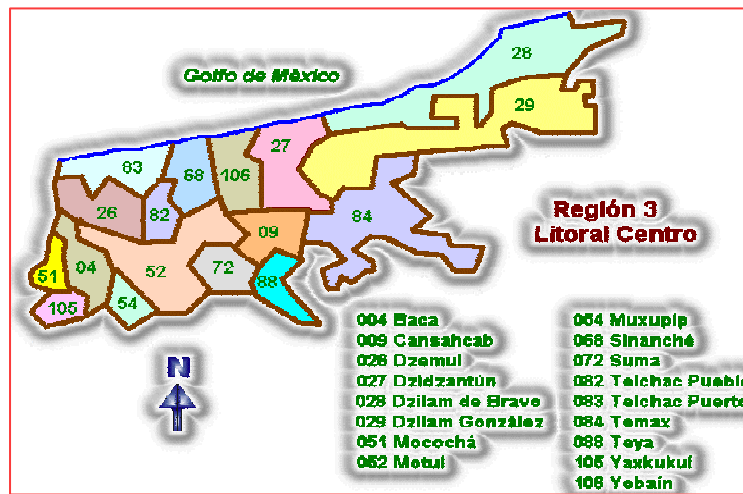 28
Golfo de México
29
27
83
68
106
26
82
84
Región 3
Litoral Centro
09
51
04
52
72
88
54
105
N
004 Baca
009 Cansahcab
026 Dzemul
027 Dzidzantún
028 Dzilam de Bravo
029 Dzilam González
051 Mocochá
052 Motul
054 Muxupip
068 Sinanché
072 Suma
082 Telchac Pueblo
083 Telchac Puerto
084 Temax
088 Teya
105 Yaxkukul
106 Yobaín